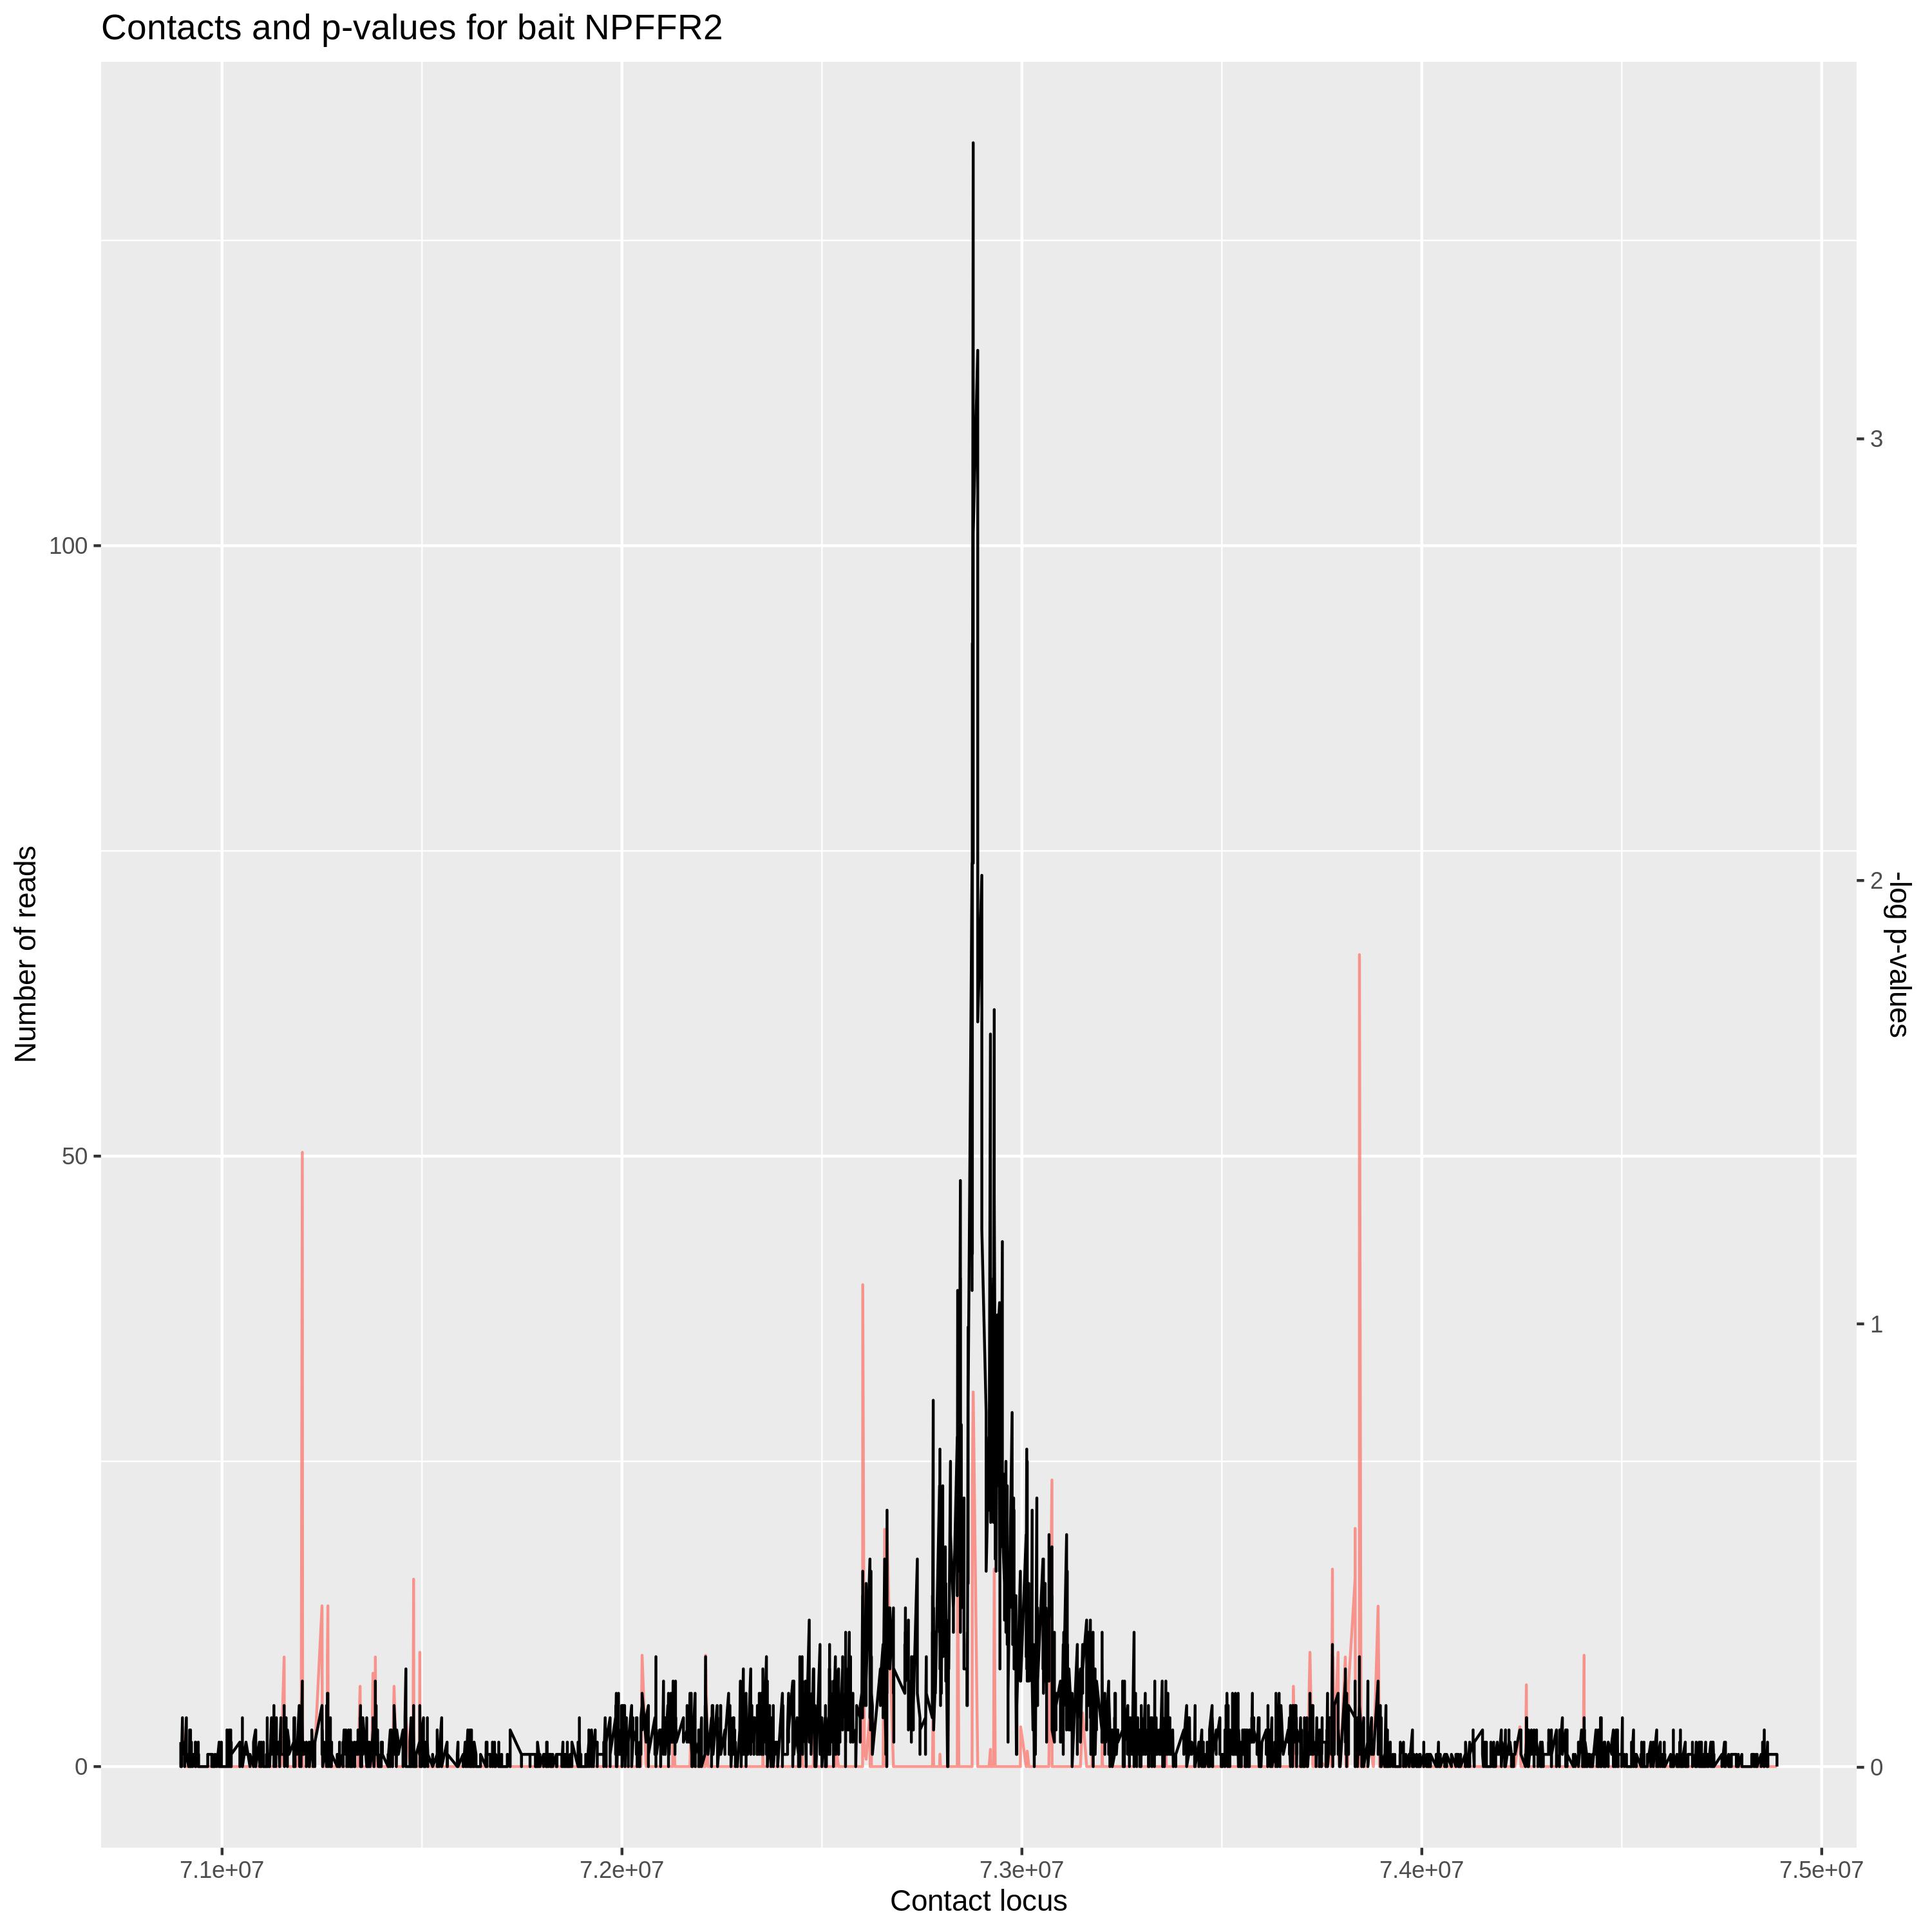 Contacts and p-values for bait NPFFR2
Number of reads
100
50
0
3
2
1
0
-log p-values
7.1e+07
7.2e+07
7.3e+07
7.4e+07
7.5e+07
Contact locus